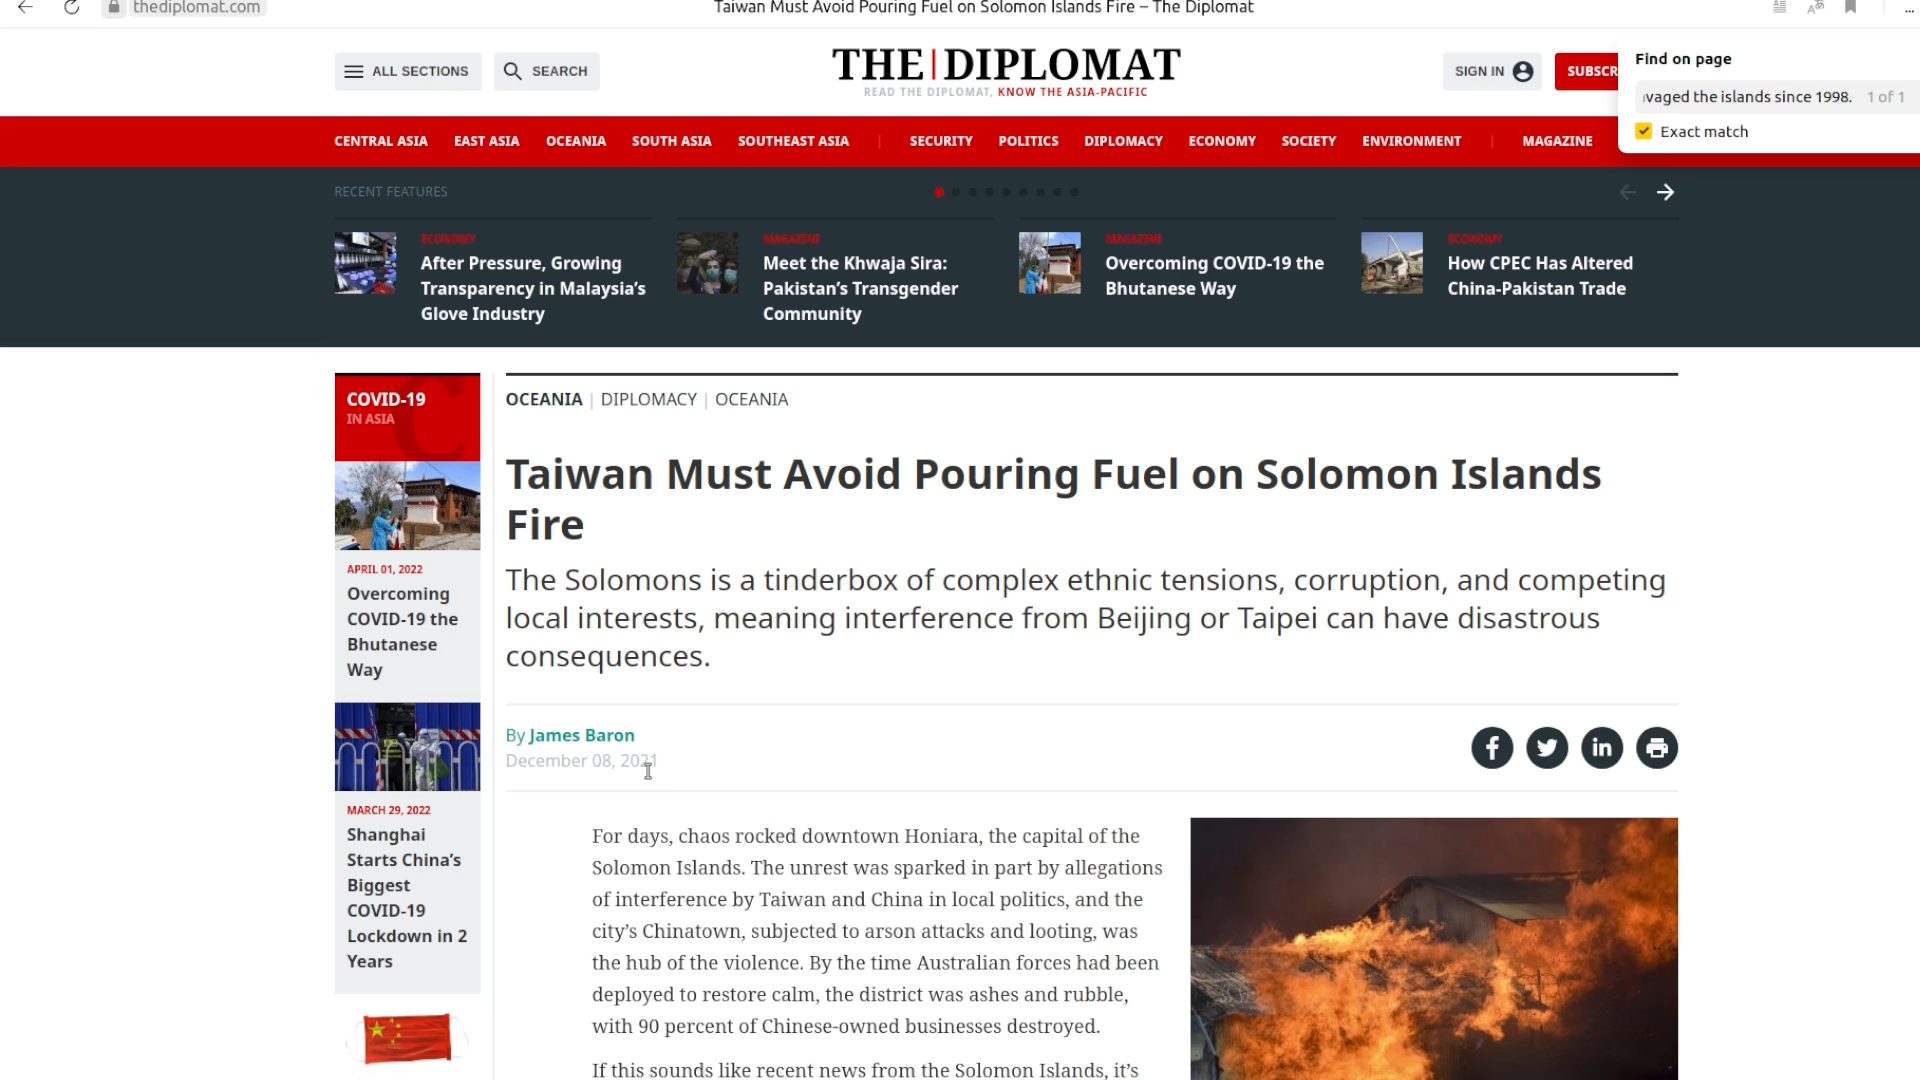 thediplomat.com
Taiwan Must Avoid Pouring Fuel on Solomon Islands Fire – The Diplomat
ALL SECTIONS
SEARCH
THE|DIPLOMAT
READ THE DIPLOMAT, KNOW THE ASIA-PACIFIC
SIGN IN
SUBSCR
Find on page
vaged the islands since 1998. 1 of 1
Exact match
CENTRAL ASIA EAST ASIA OCEANIA SOUTH ASIA SOUTHEAST ASIA | SECURITY POLITICS DIPLOMACY ECONOMY SOCIETY ENVIRONMENT | MAGAZINE
RECENT FEATURES
ECONOMY
After Pressure, Growing
Transparency in Malaysia’s
Glove Industry
MAGAZINE
Meet the Khwaja Sira:
Pakistan’s Transgender
Community
MAGAZINE
Overcoming COVID-19 the
Bhutanese Way
ECONOMY
How CPEC Has Altered
China-Pakistan Trade
COVID-19
IN ASIA
APRIL 01, 2022
Overcoming
COVID-19 the
Bhutanese
Way
MARCH 29, 2022
Shanghai
Starts China’s
Biggest
COVID-19
Lockdown in 2
Years
OCEANIA | DIPLOMACY | OCEANIA
Taiwan Must Avoid Pouring Fuel on Solomon Islands
Fire
The Solomons is a tinderbox of complex ethnic tensions, corruption, and competing
local interests, meaning interference from Beijing or Taipei can have disastrous
consequences.
By James Baron
December 08, 2021
For days, chaos rocked downtown Honiara, the capital of the
Solomon Islands. The unrest was sparked in part by allegations
of interference by Taiwan and China in local politics, and the
city’s Chinatown, subjected to arson attacks and looting, was
the hub of the violence. By the time Australian forces had been
deployed to restore calm, the district was ashes and rubble,
with 90 percent of Chinese-owned businesses destroyed.
If this sounds like recent news from the Solomon Islands, it’s